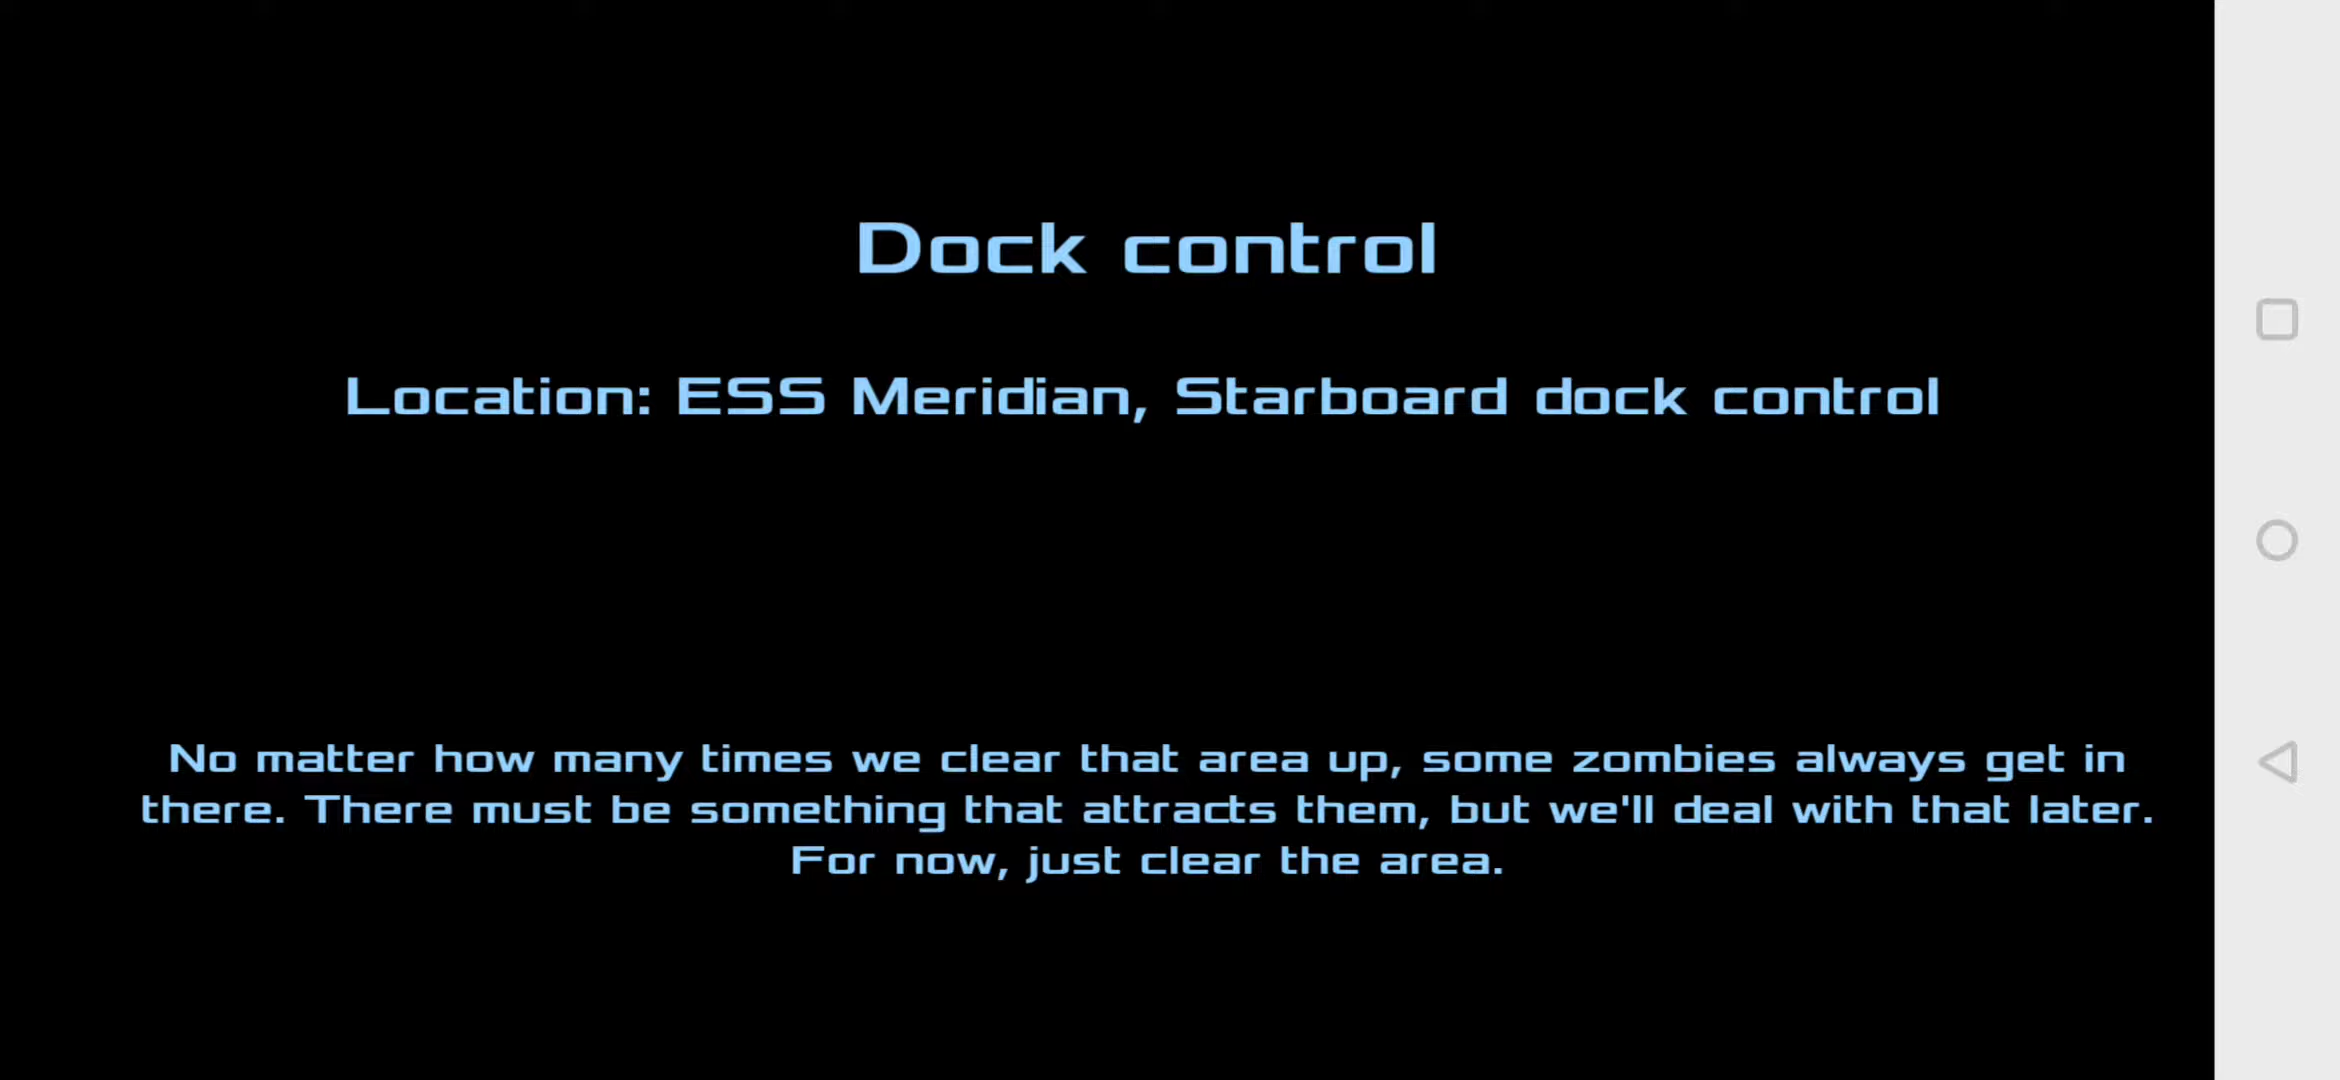 Dock control
Location: ESS Meridian, Starboard dock control
No matter how many times we clear that area up, some zombies always get in
there. There must be something that attracts them, but we'll deal with that later.
For now, just clear the area.